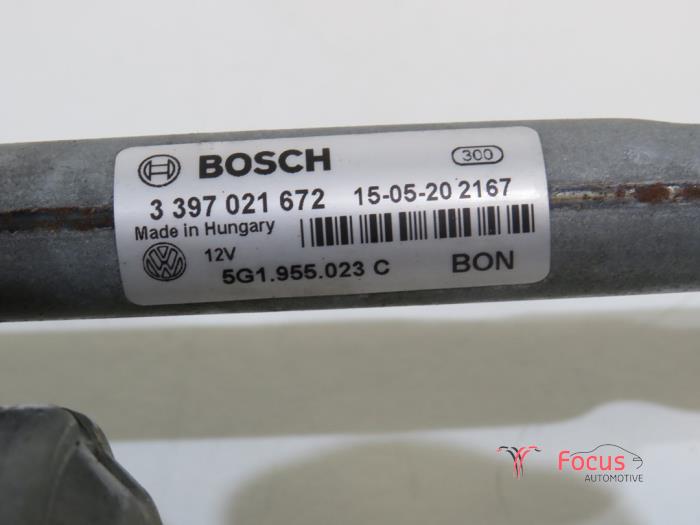 BOSCH 300
3 397 021 672 15-05-20 2167
Made in Hungary
12V
5G1.955.023 C BON
Focus
AUTOMOTIVE